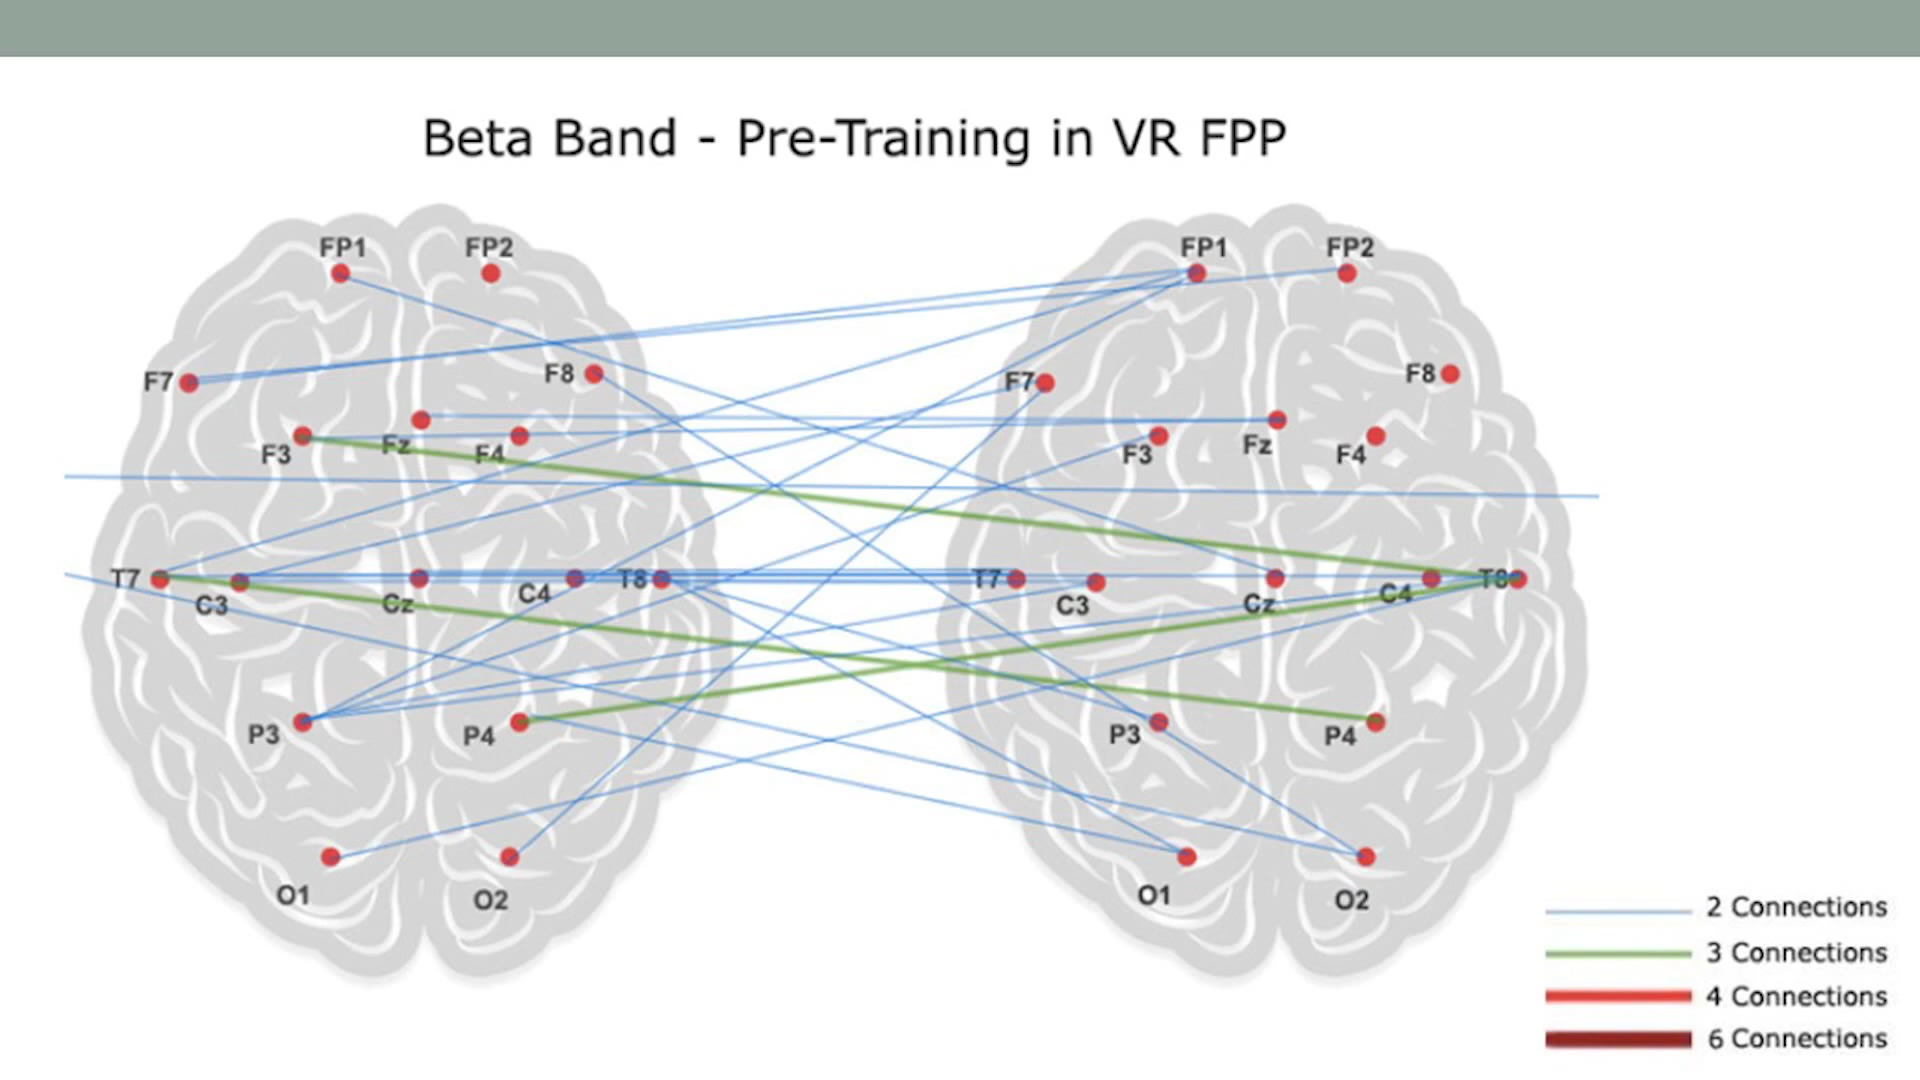 Beta Band - Pre-Training in VR FPP
FP1 FP2 FP1 FP2
F7 F8 F7 F8
F3 Fz F4 F3 Fz F4
T7 C3 Cz C4 T8 T7 C3 Cz C4 T8
P3 P4 P3 P4
O1 O2 O1 O2
2 Connections
3 Connections
4 Connections
6 Connections